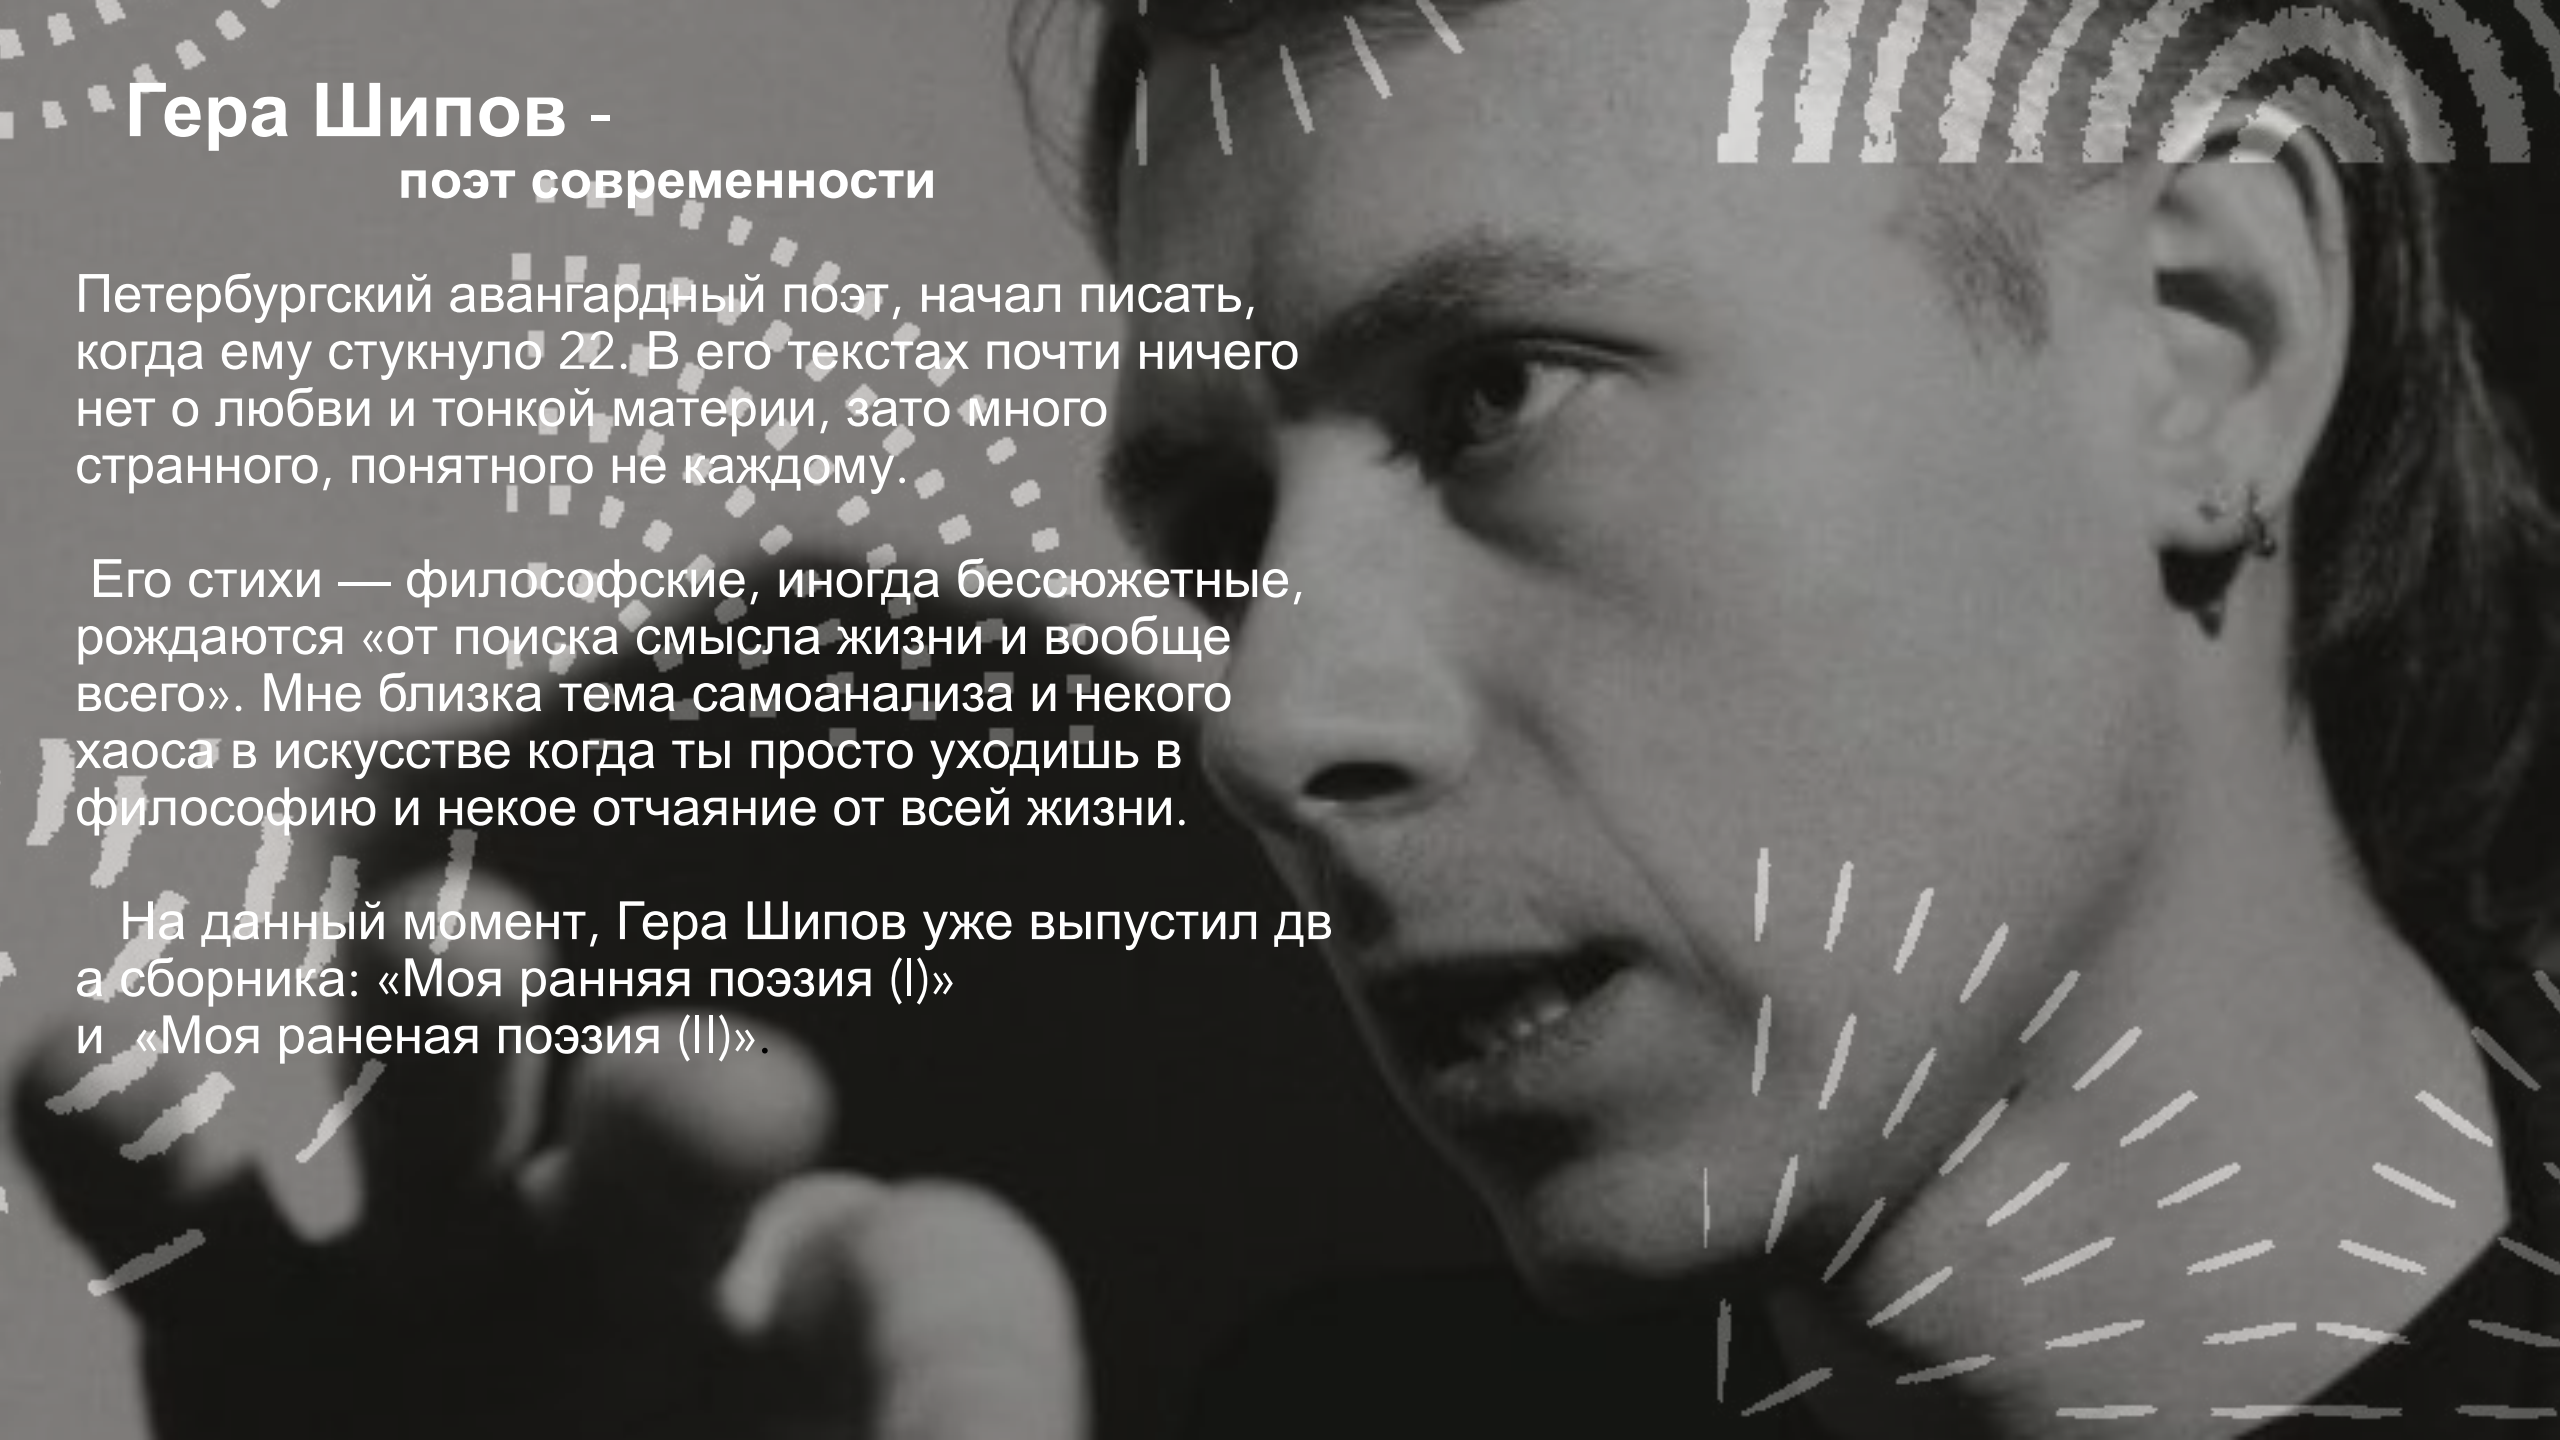 Гера Шипов -
поэт современности
Петербургский авангардный поэт, начал писать,
когда ему стукнуло 22. В его текстах почти ничего
нет о любви и тонкой материи, зато много
странного, понятного не каждому.
Его стихи — философские, иногда бессюжетные,
рождаются «от поиска смысла жизни и вообще
всего». Мне близка тема самоанализа и некого
хаоса в искусстве когда ты просто уходишь в
философию и некое отчаяние от всей жизни.
На данный момент, Гера Шипов уже выпустил дв
а сборника: «Моя ранняя поэзия (I)»
и  «Моя раненая поэзия (II)».